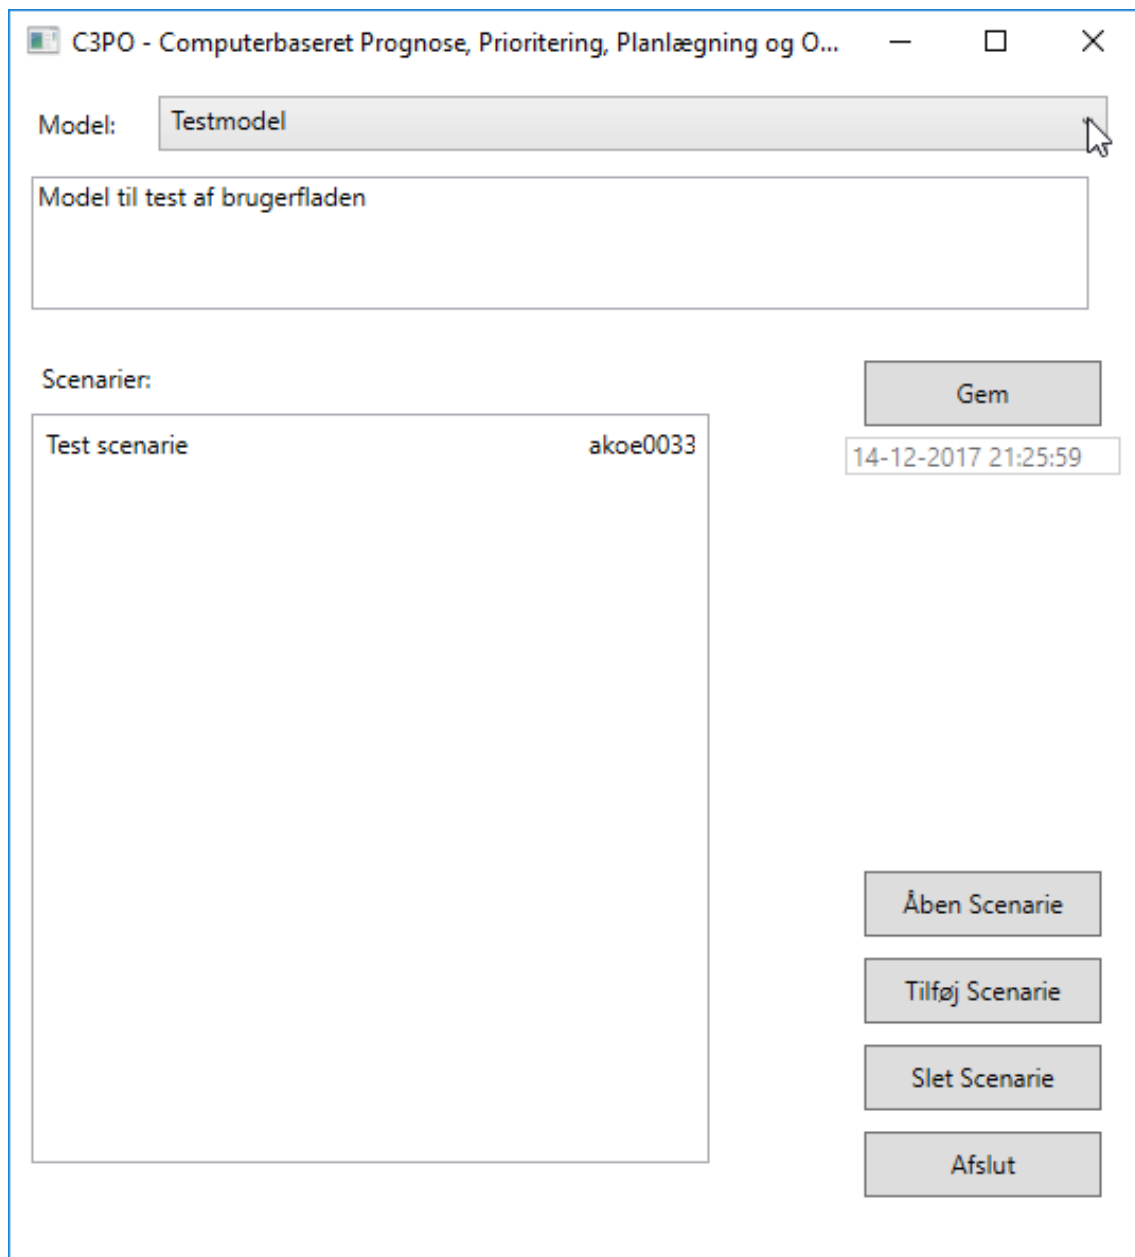 C3PO - Computerbaseret Prognose, Prioritering, Planlægning og O...
Model: Testmodel
Model til test af brugerfladen
Scenarier:
Gem
Test scenarie akoe0033
14-12-2017 21:25:59
Åben Scenarie
Tilføj Scenarie
Slet Scenarie
Afslut